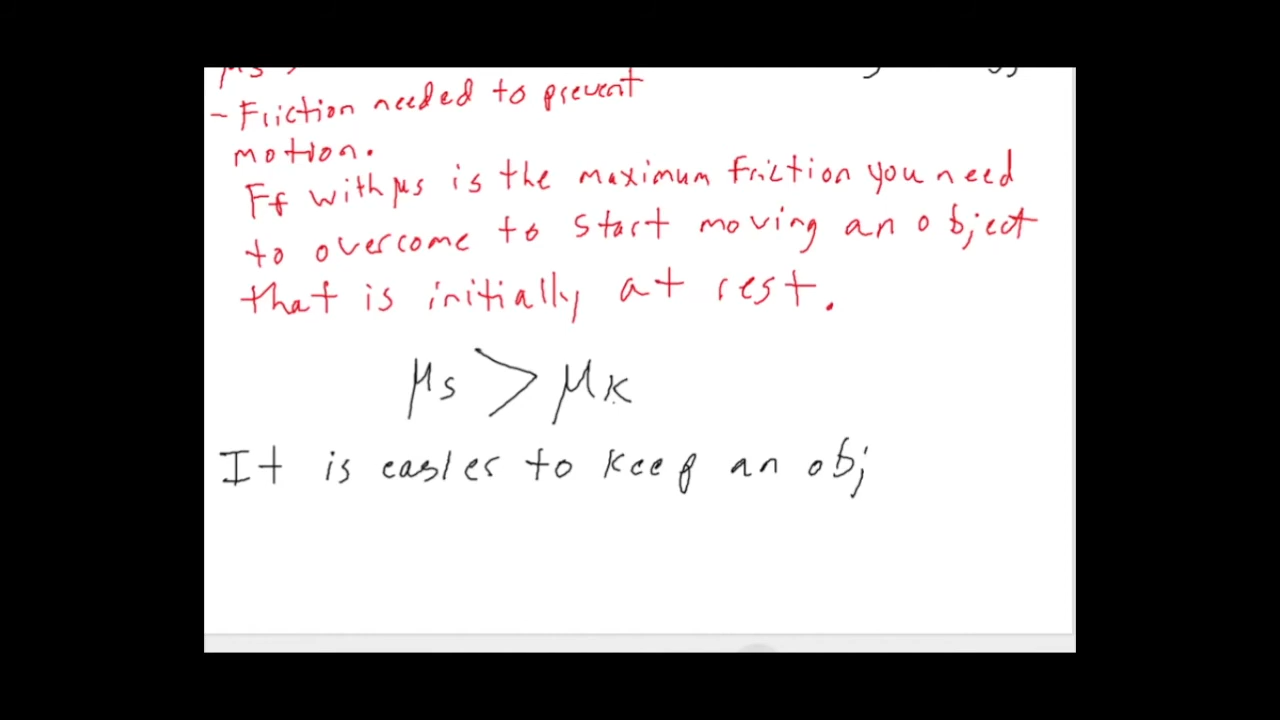 - Friction needed to prevent
motion.
Ff with μs is the maximum friction you need
to overcome to start moving an object
that is initially at rest.
μs > μk
It is easier to keep an obj